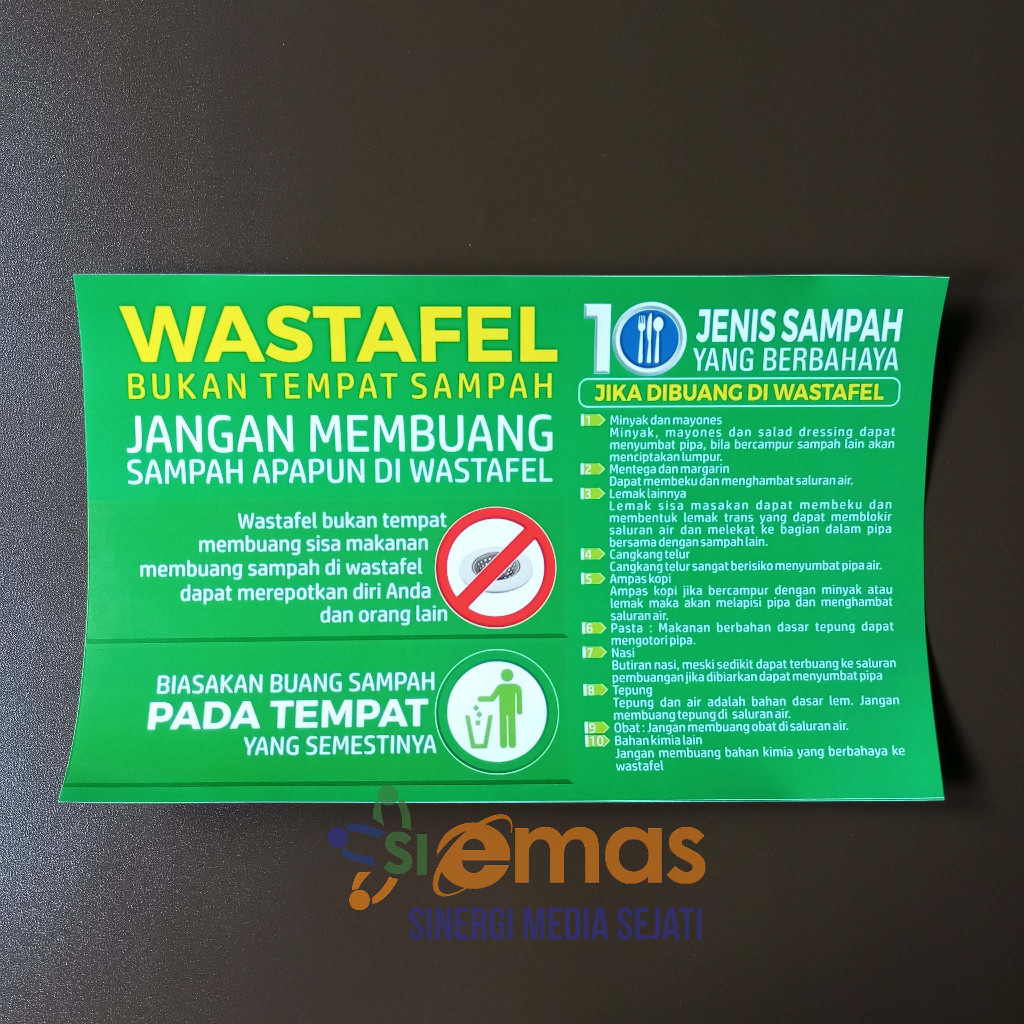 WASTAFEL
BUKAN TEMPAT SAMPAH
JANGAN MEMBUANG
SAMPAH APAPUN DI WASTAFEL
Wastafel bukan tempat
membuang sisa makanan
membuang sampah di wastafel
dapat merepotkan diri Anda
dan orang lain
BIASAKAN BUANG SAMPAH
PADA TEMPAT
YANG SEMESTINYA
10 JENIS SAMPAH
YANG BERBAHAYA
JIKA DIBUANG DI WASTAFEL
1 Minyak dan mayones
Minyak, mayones dan salad dressing dapat
menyumbat pipa, bila bercampur sampah lain akan
menciptakan lumpur.
2 Mentega dan margarin
Dapat membeku dan menghambat saluran air.
3 Lemak lainnya
Lemak sisa masakan dapat membeku dan
membentuk lemak trans yang dapat memblokir
saluran air dan melekat ke bagian dalam pipa
bersama dengan sampah lain.
4 Cangkang telur
Cangkang telur sangat berisiko menyumbat pipa air.
5 Ampas kopi
Ampas kopi jika bercampur dengan minyak atau
lemak maka akan melapisi pipa dan menghambat
saluran air.
6 Pasta : Makanan berbahan dasar tepung dapat
mengotori pipa.
7 Nasi
Butiran nasi, meski sedikit dapat terbuang ke saluran
pembuangan jika dibiarkan dapat menyumbat pipa
8 Tepung
Tepung dan air adalah bahan dasar lem. Jangan
membuang tepung di saluran air.
9 Obat : Jangan membuang obat di saluran air.
10 Bahan kimia lain
Jangan membuang bahan kimia yang berbahaya ke
wastafel
SIemas
SINERGI MEDIA SEJATI